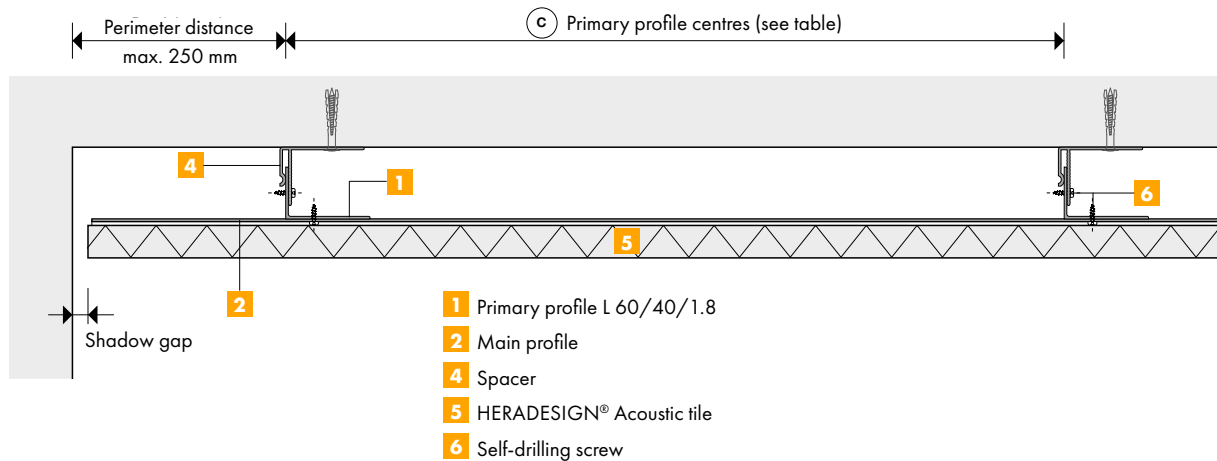 Perimeter distance
max. 250 mm
C Primary profile centres (see table)
4
1
6
5
2
Shadow gap
1 Primary profile L 60/40/1.8
2 Main profile
4 Spacer
5 HERADESIGN® Acoustic tile
6 Self-drilling screw